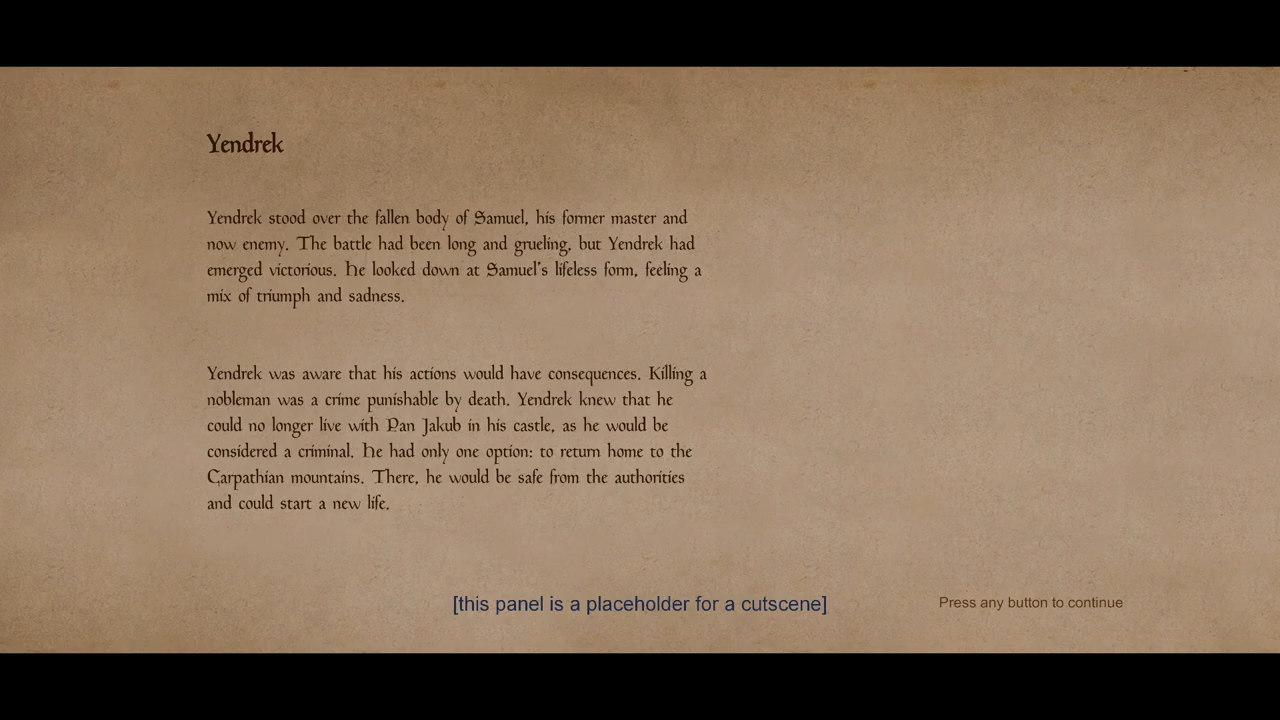 Yendrek
Yendrek stood over the fallen body of Samuel, his former master and
now enemy. The battle had been long and grueling, but Yendrek had
emerged victorious. He looked down at Samuel's lifeless form, feeling a
mix of triumph and sadness.
Yendrek was aware that his actions would have consequences. Killing a
nobleman was a crime punishable by death. Yendrek knew that he
could no longer live with Pan Jakub in his castle, as he would be
considered a criminal. He had only one option: to return home to the
Carpathian mountains. There, he would be safe from the authorities
and could start a new life.
[this panel is a placeholder for a cutscene]
Press any button to continue